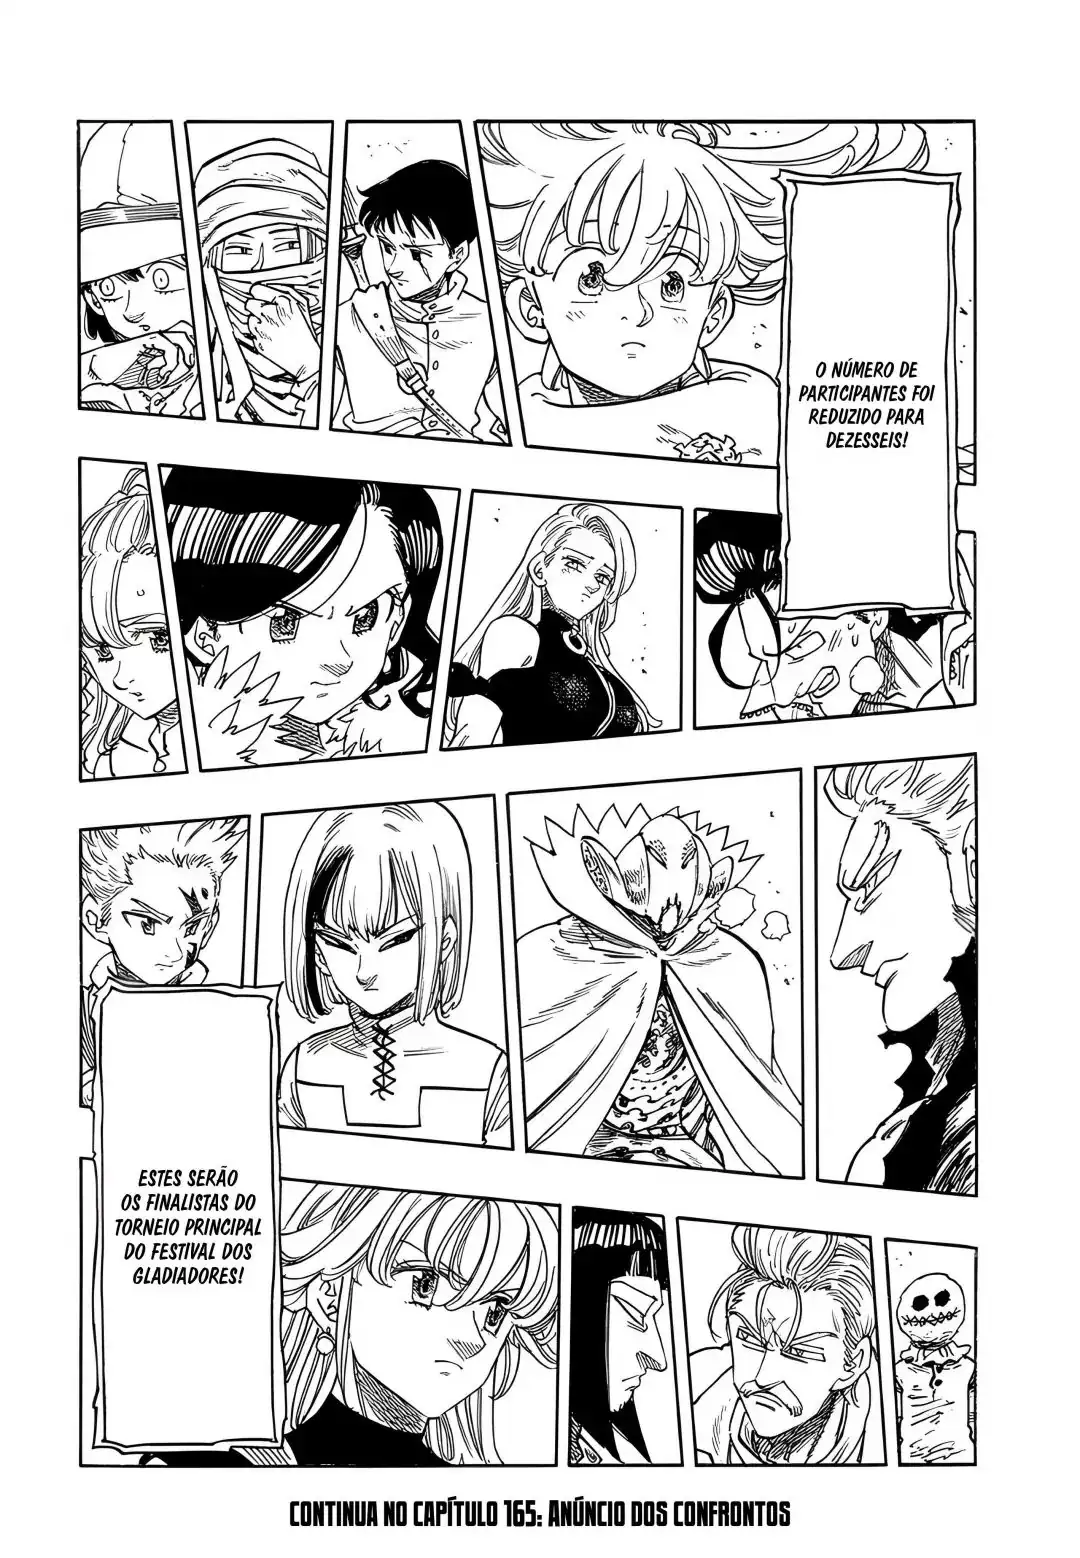 O NÚMERO DE
PARTICIPANTES FOI
REDUZIDO PARA
DEZESSEIS!
ESTES SERÃO
OS FINALISTAS DO
TORNEIO PRINCIPAL
DO FESTIVAL DOS
GLADIADORES!
CONTINUA NO CAPÍTULO 165: ANÚNCIO DOS CONFRONTOS